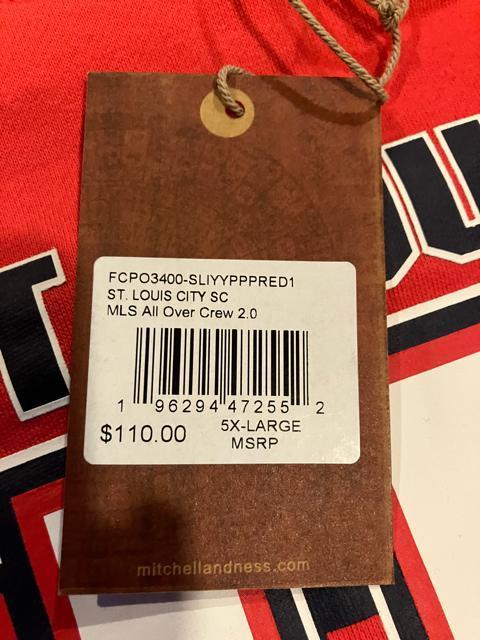 FCPO3400-SLIYYPPPRED1
ST. LOUIS CITY SC
MLS All Over Crew 2.0
1 96294 47255 2
$110.00
5X-LARGE
MSRP
mitchellandness.com